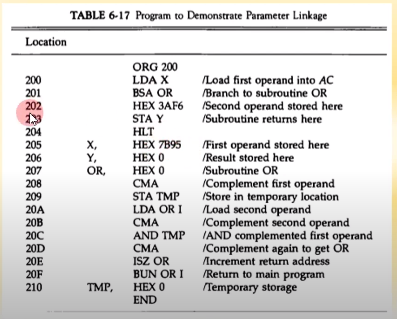 TABLE 6-17 Program to Demonstrate Parameter Linkage
Location
ORG 200
200 LDA X /Load first operand into AC
201 BSA OR /Branch to subroutine OR
202 HEX 3AF6 /Second operand stored here
203 STA Y /Subroutine returns here
204 HLT
205 X, HEX 7B95 /First operand stored here
206 Y, HEX 0 /Result stored here
207 OR, HEX 0 /Subroutine OR
208 CMA /Complement first operand
209 STA TMP /Store in temporary location
20A LDA OR I /Load second operand
20B CMA /Complement second operand
20C AND TMP /AND complemented first operand
20D CMA /Complement again to get OR
20E ISZ OR /Increment return address
20F BUN OR I /Return to main program
210 TMP, HEX 0 /Temporary storage
END